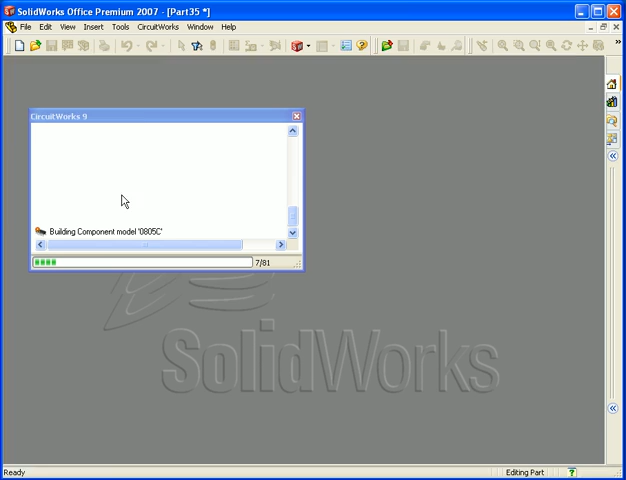 SolidWorks Office Premium 2007 - [Part35 *]
File Edit View Insert Tools CircuitWorks Window Help
CircuitWorks 9
Building Component model '0805C'
7/81
SolidWorks
Ready Editing Part ?